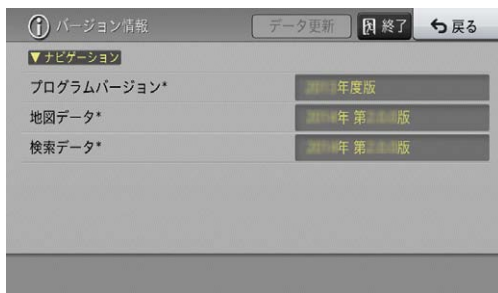 バージョン情報 データ更新 終了 戻る
▼ナビゲーション
プログラムバージョン* 年度版
地図データ* 年 第 版
検索データ* 年 第 版